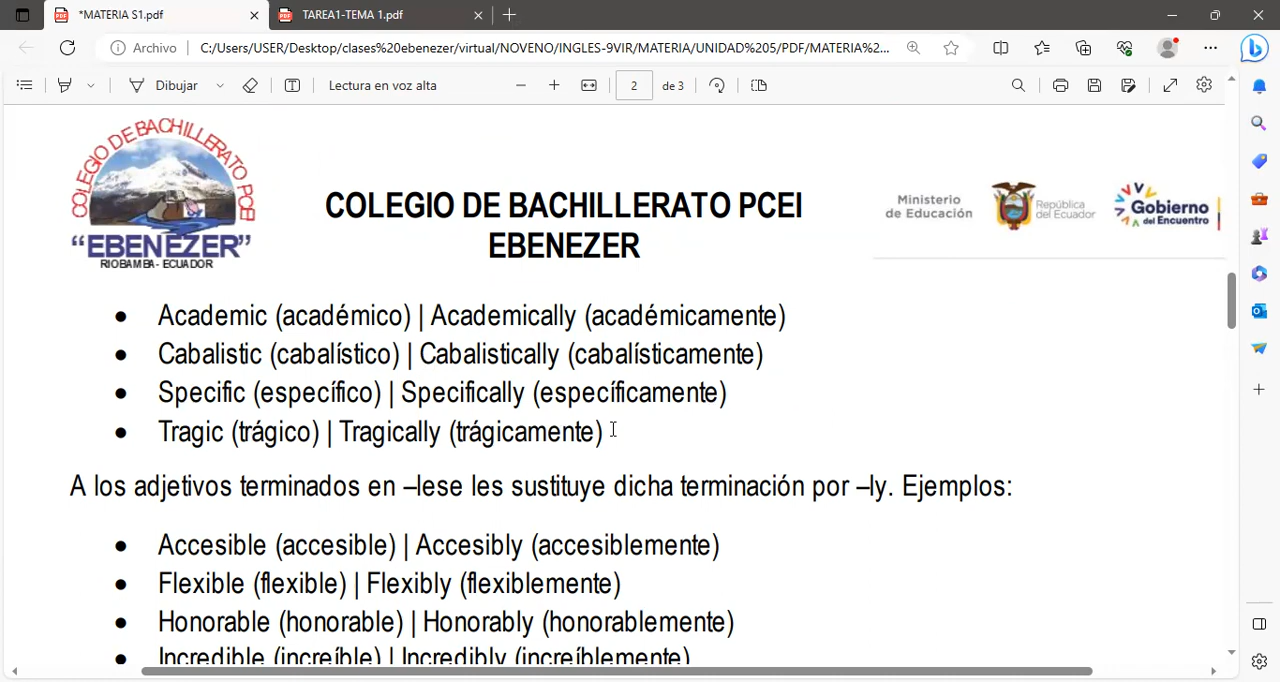 *MATERIA S1.pdf
TAREA1-TEMA 1.pdf
Archivo
C:/Users/USER/Desktop/clases%20ebenezer/virtual/NOVENO/INGLES-9VIR/MATERIA/UNIDAD%205/PDF/MATERIA%2...
Dibujar
Lectura en voz alta
2
de 3
COLEGIO DE BACHILLERATO PCEI
"EBENEZER"
RIOBAMBA- ECUADOR
COLEGIO DE BACHILLERATO PCEI
EBENEZER
Ministerio
de Educación
República
del Ecuador
Gobierno
del Encuentro
• Academic (académico) | Academically (académicamente)
• Cabalistic (cabalístico) | Cabalistically (cabalísticamente)
• Specific (específico) | Specifically (específicamente)
• Tragic (trágico) | Tragically (trágicamente)
A los adjetivos terminados en –lese les sustituye dicha terminación por –ly. Ejemplos:
• Accesible (accesible) | Accesibly (accesiblemente)
• Flexible (flexible) | Flexibly (flexiblemente)
• Honorable (honorable) | Honorably (honorablemente)
• Incredible (increíble) | Incredibly (increíblemente)